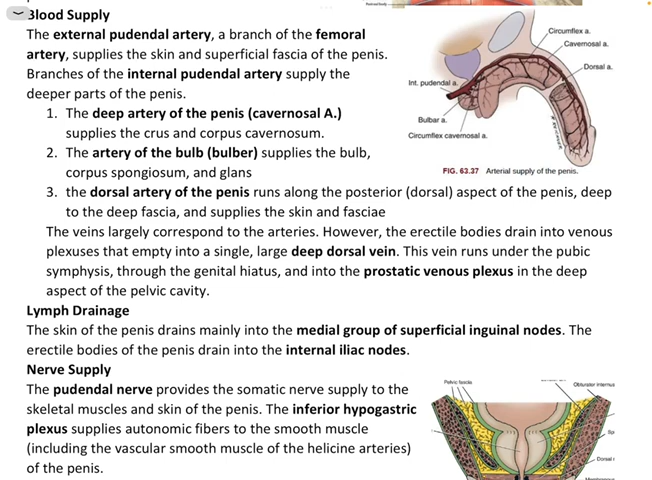 Blood Supply
The external pudendal artery, a branch of the femoral
artery, supplies the skin and superficial fascia of the penis.
Branches of the internal pudendal artery supply the
deeper parts of the penis.
1. The deep artery of the penis (cavernosal A.)
supplies the crus and corpus cavernosum.
2. The artery of the bulb (bulber) supplies the bulb,
corpus spongiosum, and glans
Circumflex a.
Cavernosal a.
Dorsal a.
Int. pudendal a.
Bulbar a.
Circumflex cavernosal a.
FIG. 63.37 Arterial supply of the penis.
3. the dorsal artery of the penis runs along the posterior (dorsal) aspect of the penis, deep
to the deep fascia, and supplies the skin and fasciae
The veins largely correspond to the arteries. However, the erectile bodies drain into venous
plexuses that empty into a single, large deep dorsal vein. This vein runs under the pubic
symphysis, through the genital hiatus, and into the prostatic venous plexus in the deep
aspect of the pelvic cavity.
Lymph Drainage
The skin of the penis drains mainly into the medial group of superficial inguinal nodes. The
erectile bodies of the penis drain into the internal iliac nodes.
Nerve Supply
The pudendal nerve provides the somatic nerve supply to the
skeletal muscles and skin of the penis. The inferior hypogastric
plexus supplies autonomic fibers to the smooth muscle
(including the vascular smooth muscle of the helicine arteries)
of the penis.
Pelvic fascia
Obturator internus
Sp
Dorsal